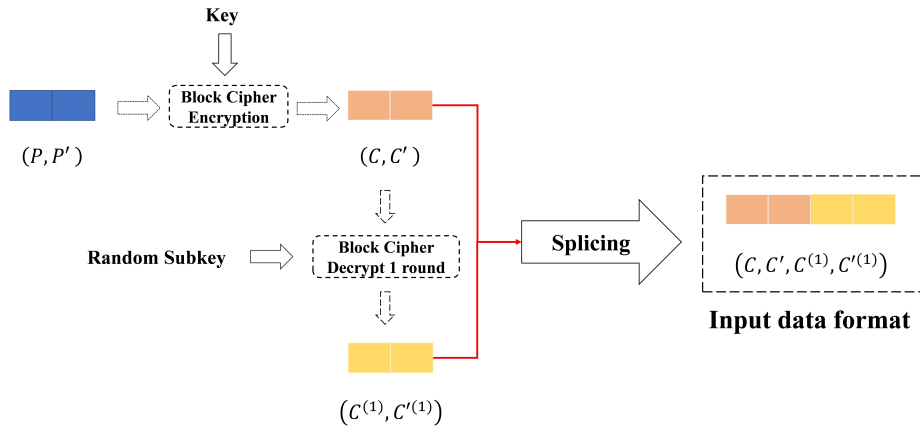 Key
Block Cipher
Encryption
(P, P′)
(C, C′)
Random Subkey
Block Cipher
Decrypt 1 round
Splicing
(C, C′, C⁽¹⁾, C′⁽¹⁾)
Input data format
(C⁽¹⁾, C′⁽¹⁾)